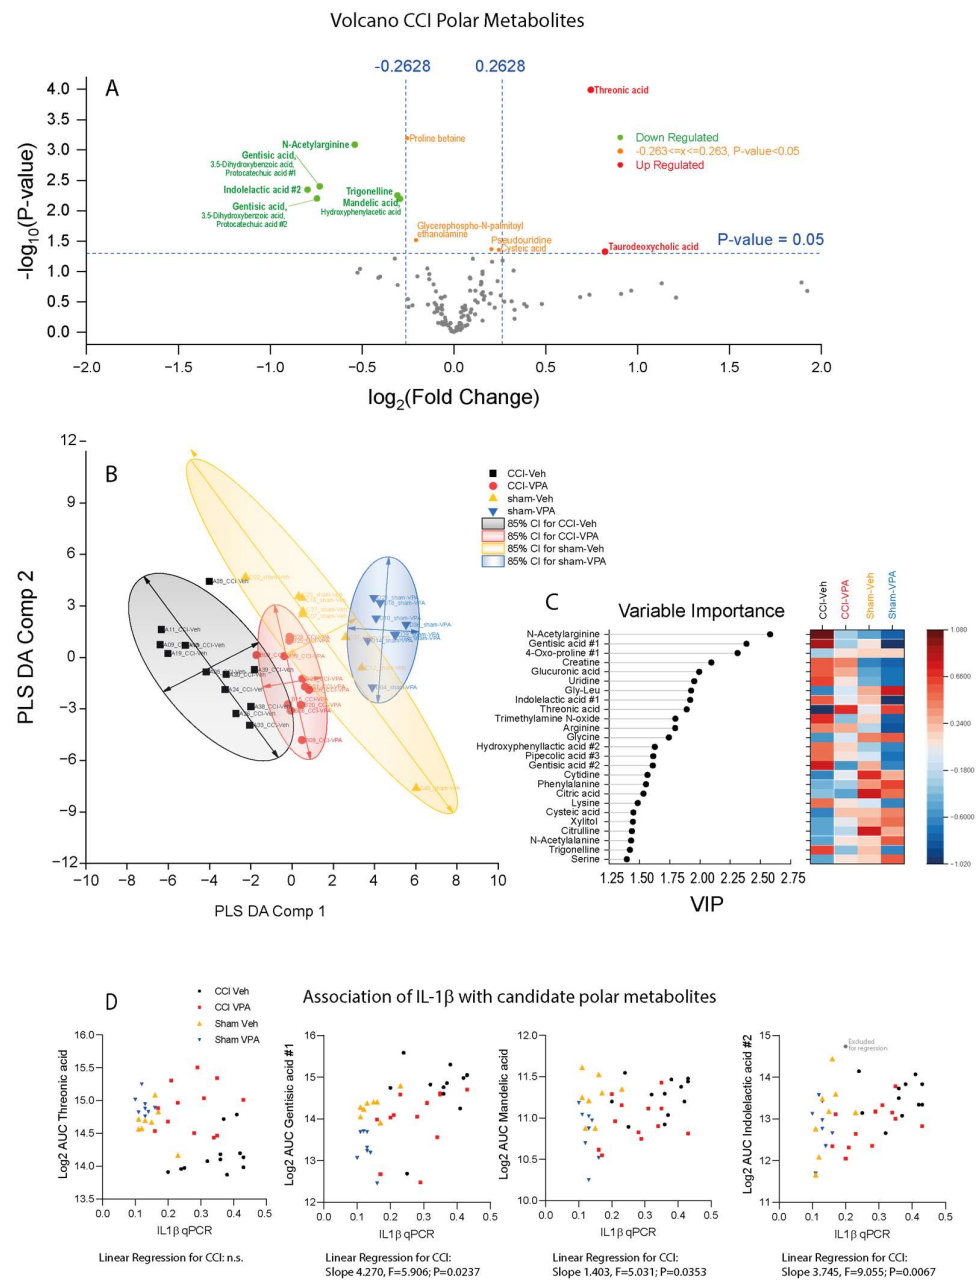 Volcano CCI Polar Metabolites
A
-0.2628
0.2628
4.0
3.5
3.0
2.5
2.0
1.5
1.0
0.5
0.0
-log10(P-value)
Threonic acid
Proline betaine
N-Acetylarginine
Gentisic acid,
3.5-Dihydroxybenzoic acid,
Protocatechuic acid #1
Indolelactic acid #2
Gentisic acid,
3.5-Dihydroxybenzoic acid,
Protocatechuic acid #2
Trigonelline
Mandelic acid,
Hydroxyphenylacetic acid
Glycerophospho-N-palmitoyl
ethanolamine
Pseudouridine
Cysteic acid
Taurodeoxycholic acid
Down Regulated
-0.263<=x<=0.263, P-value<0.05
Up Regulated
P-value = 0.05
−2.0 −1.5 −1.0 −0.5 0.0 0.5 1.0 1.5 2.0
log2(Fold Change)
B
12
9
6
3
0
−3
−6
−9
−12
PLS DA Comp 2
−10 −8 −6 −4 −2 0 2 4 6 8 10
PLS DA Comp 1
CCI-Veh
CCI-VPA
sham-Veh
sham-VPA
85% CI for CCI-Veh
85% CI for CCI-VPA
85% CI for sham-Veh
85% CI for sham-VPA
A11_CCI-Veh
A19_CCI-Veh
A24_CCI-Veh
C
Variable Importance
N-Acetylarginine
Gentisic acid #1
4-Oxo-proline #1
Creatine
Glucuronic acid
Uridine
Gly-Leu
Indolelactic acid #1
Threonic acid
Trimethylamine N-oxide
Arginine
Glycine
Hydroxyphenyllactic acid #2
Pipecolic acid #3
Gentisic acid #2
Cytidine
Phenylalanine
Citric acid
Lysine
Cysteic acid
Xylitol
Citrulline
N-Acetylalanine
Trigonelline
Serine
1.25 1.50 1.75 2.00 2.25 2.50 2.75
VIP
CCI-Veh
CCI-VPA
Sham-Veh
Sham-VPA
1.080
0.6600
0.2400
-0.1800
-0.6000
-1.020
D
CCI Veh
CCI VPA
Sham Veh
Sham VPA
Association of IL-1β with candidate polar metabolites
Log2 AUC Threonic acid
16.0
15.5
15.0
14.5
14.0
13.5
0.0 0.1 0.2 0.3 0.4 0.5
IL1β qPCR
Linear Regression for CCI: n.s.
Log2 AUC Gentisic acid #1
16
15
14
13
12
0.0 0.1 0.2 0.3 0.4 0.5
IL1β qPCR
Linear Regression for CCI:
Slope 4.270, F=5.906; P=0.0237
Log2 AUC Mandelic acid
12.0
11.5
11.0
10.5
10.0
0.0 0.1 0.2 0.3 0.4 0.5
IL1β qPCR
Linear Regression for CCI:
Slope 1.403, F=5.031; P=0.0353
Log2 AUC Indolelactic acid #2
15
14
13
12
11
Excluded
for regression
0.0 0.1 0.2 0.3 0.4 0.5
IL1β qPCR
Linear Regression for CCI:
Slope 3.745, F=9.055; P=0.0067